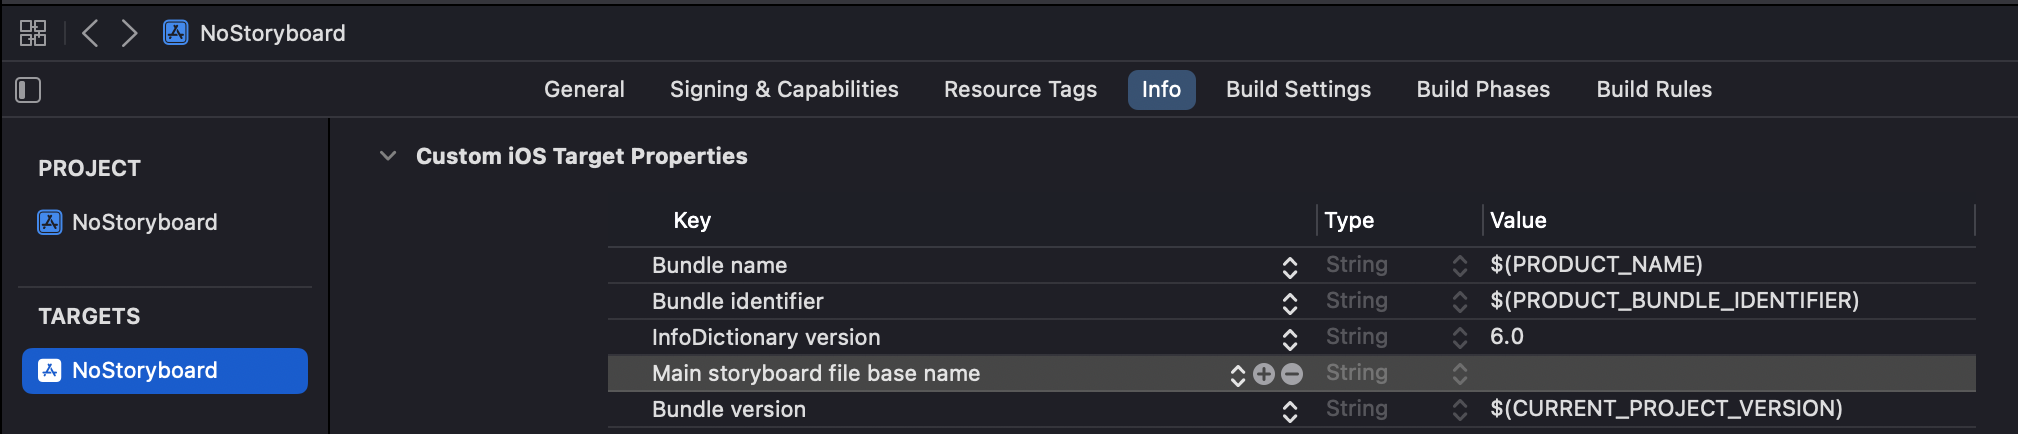 NoStoryboard
General Signing & Capabilities Resource Tags Info Build Settings Build Phases Build Rules
PROJECT
NoStoryboard
TARGETS
NoStoryboard
Custom iOS Target Properties
Key Type Value
Bundle name String $(PRODUCT_NAME)
Bundle identifier String $(PRODUCT_BUNDLE_IDENTIFIER)
InfoDictionary version String 6.0
Main storyboard file base name String
Bundle version String $(CURRENT_PROJECT_VERSION)